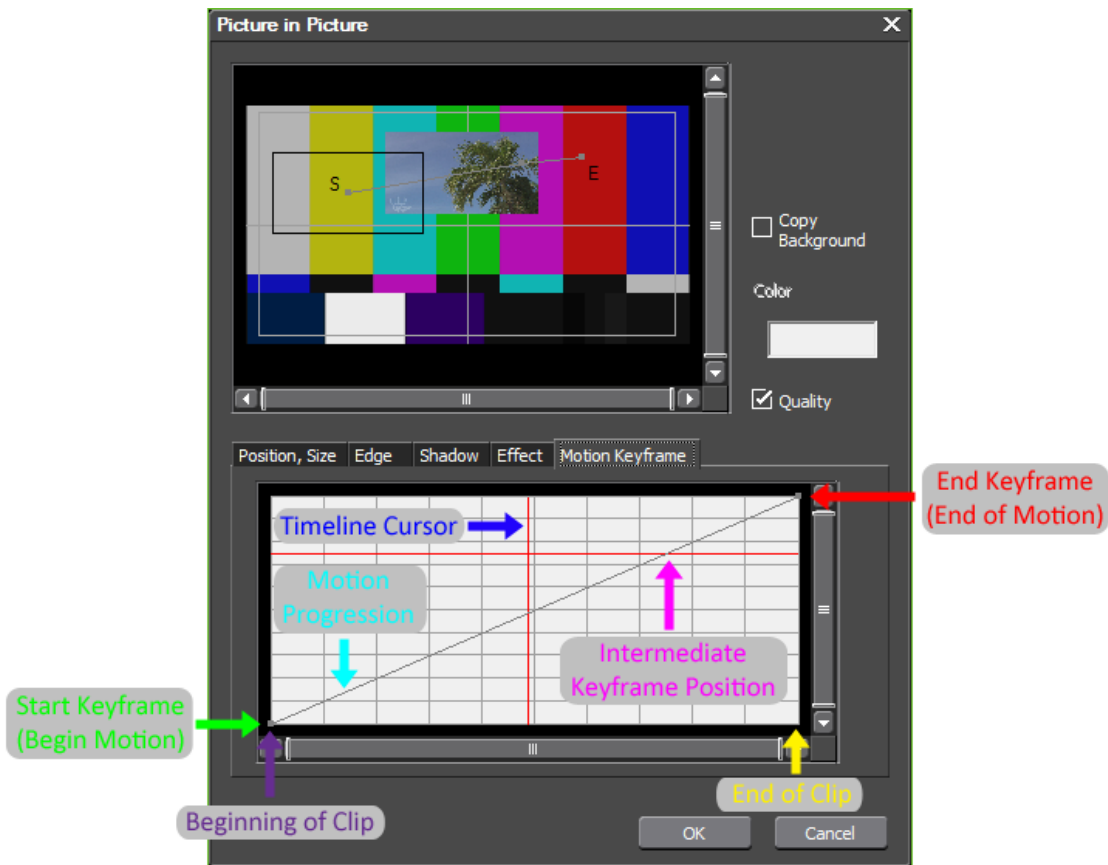 Picture in Picture
S
E
Copy
Background
Color
Quality
Position, Size
Edge
Shadow
Effect
Motion Keyframe
End Keyframe
(End of Motion)
Timeline Cursor
Motion
Progression
Intermediate
Keyframe Position
Start Keyframe
(Begin Motion)
End of Clip
Beginning of Clip
OK
Cancel